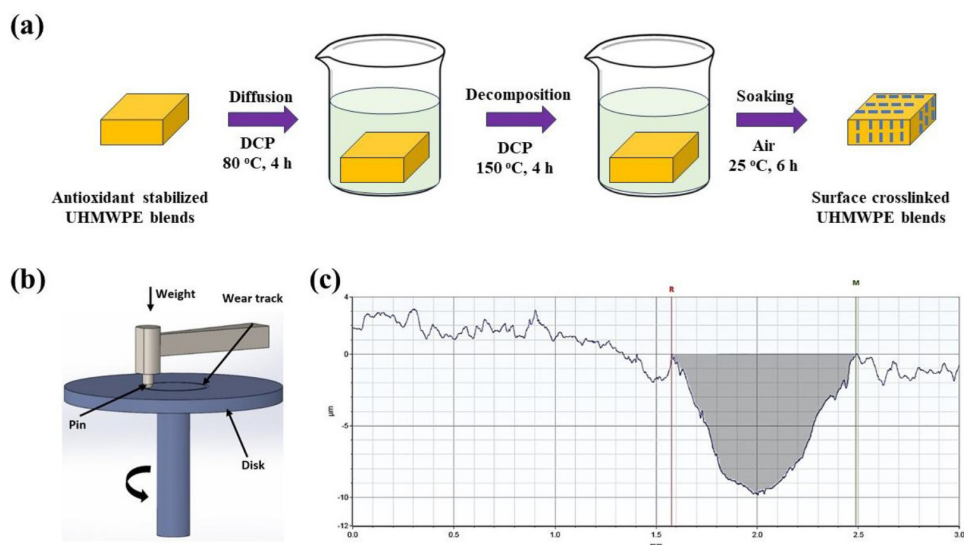 (a)
Diffusion
DCP
80 °C, 4 h
Decomposition
DCP
150 °C, 4 h
Soaking
Air
25 °C, 6 h
Antioxidant stabilized
UHMWPE blends
Surface crosslinked
UHMWPE blends
(b)
Weight
Wear track
Pin
Disk
(c)
R
M
4
0
-5
-10
-12
µm
0.0
0.5
1.0
1.5
2.0
2.5
3.0